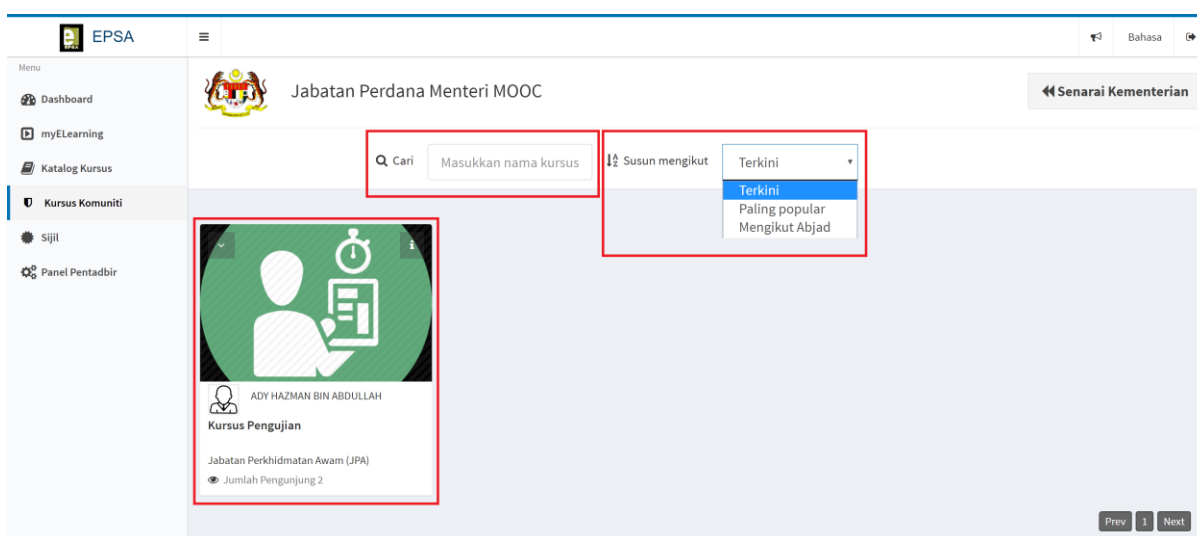 EPSA
Bahasa
Menu
Dashboard
myELearning
Katalog Kursus
Kursus Komuniti
Sijil
Panel Pentadbir
Jabatan Perdana Menteri MOOC
Senarai Kementerian
Cari
Masukkan nama kursus
Susun mengikut
Terkini
Terkini
Paling popular
Mengikut Abjad
ADY HAZMAN BIN ABDULLAH
Kursus Pengujian
Jabatan Perkhidmatan Awam (JPA)
Jumlah Pengunjung 2
Prev 1 Next